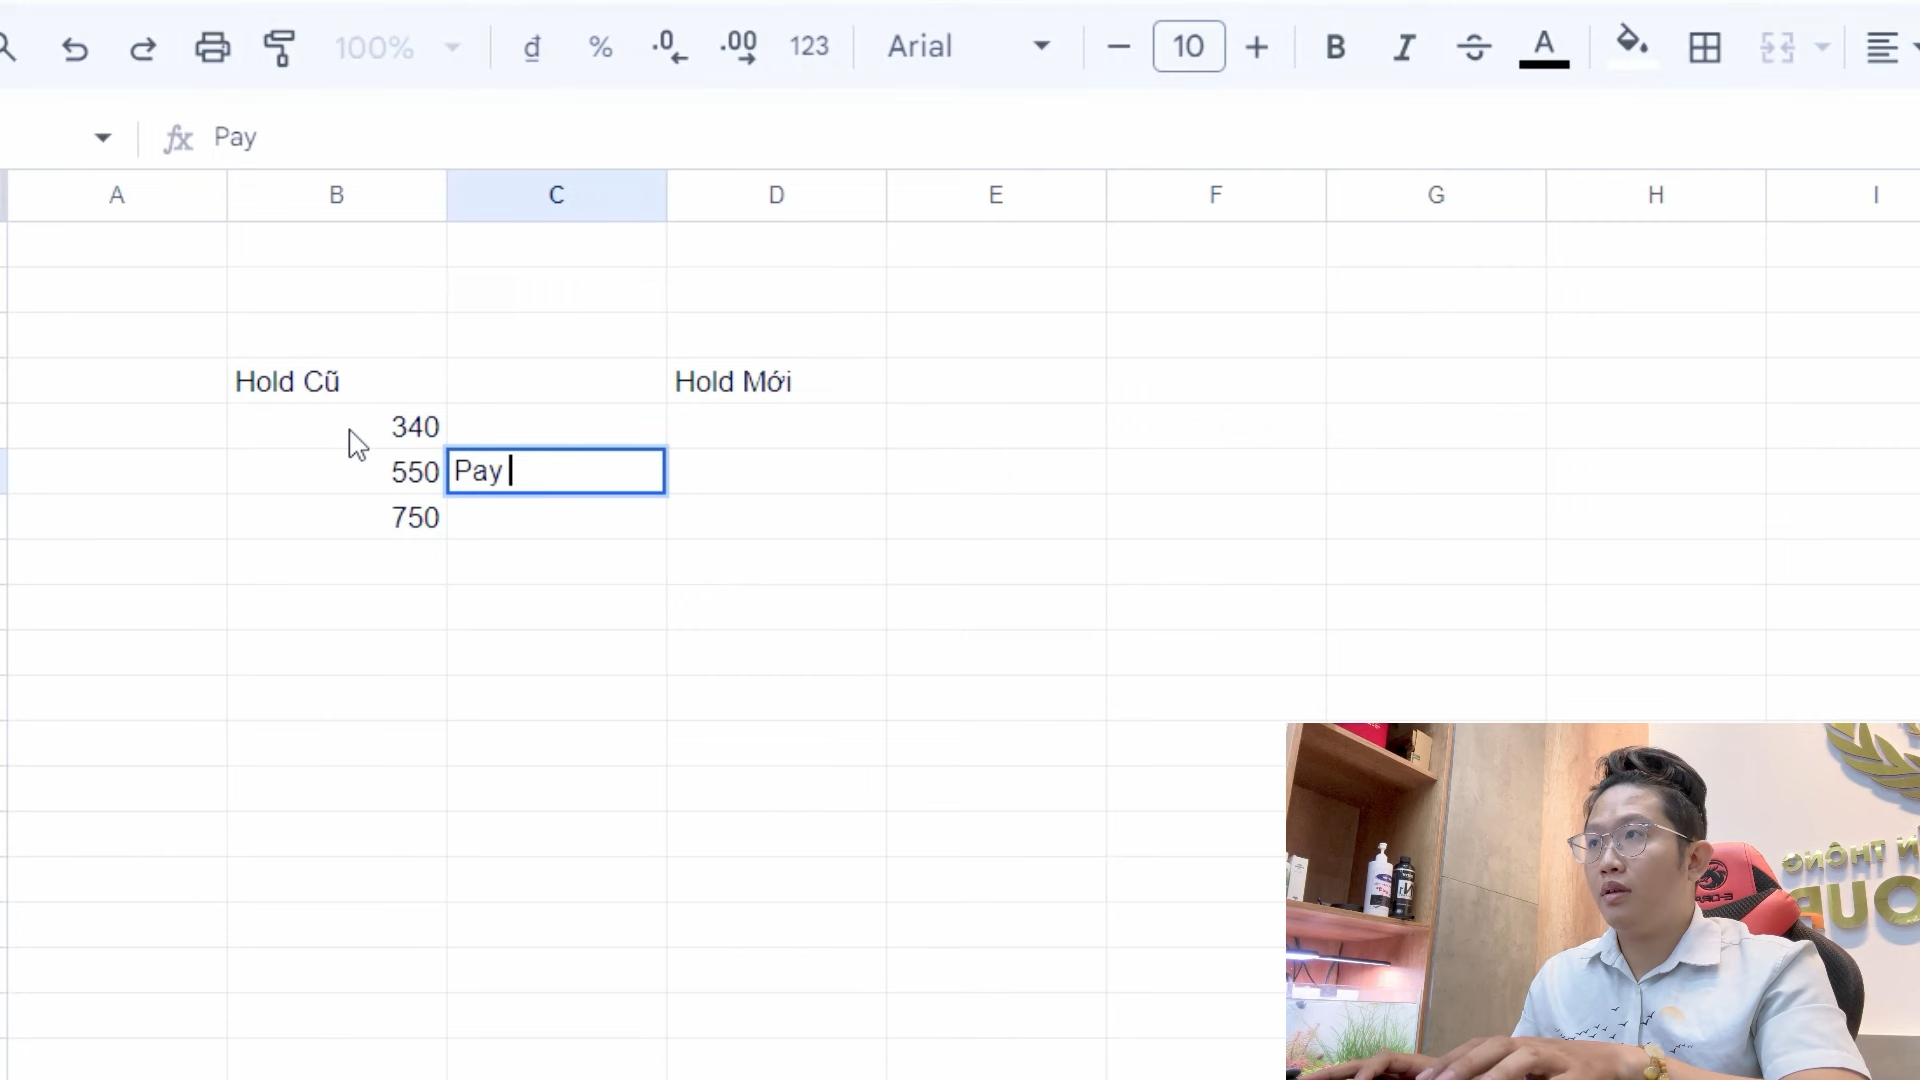 100% đ % .0 .00 123 Arial 10 B I S A
fx Pay
A B C D E F G H I
Hold Cũ Hold Mới
340
550 Pay
750